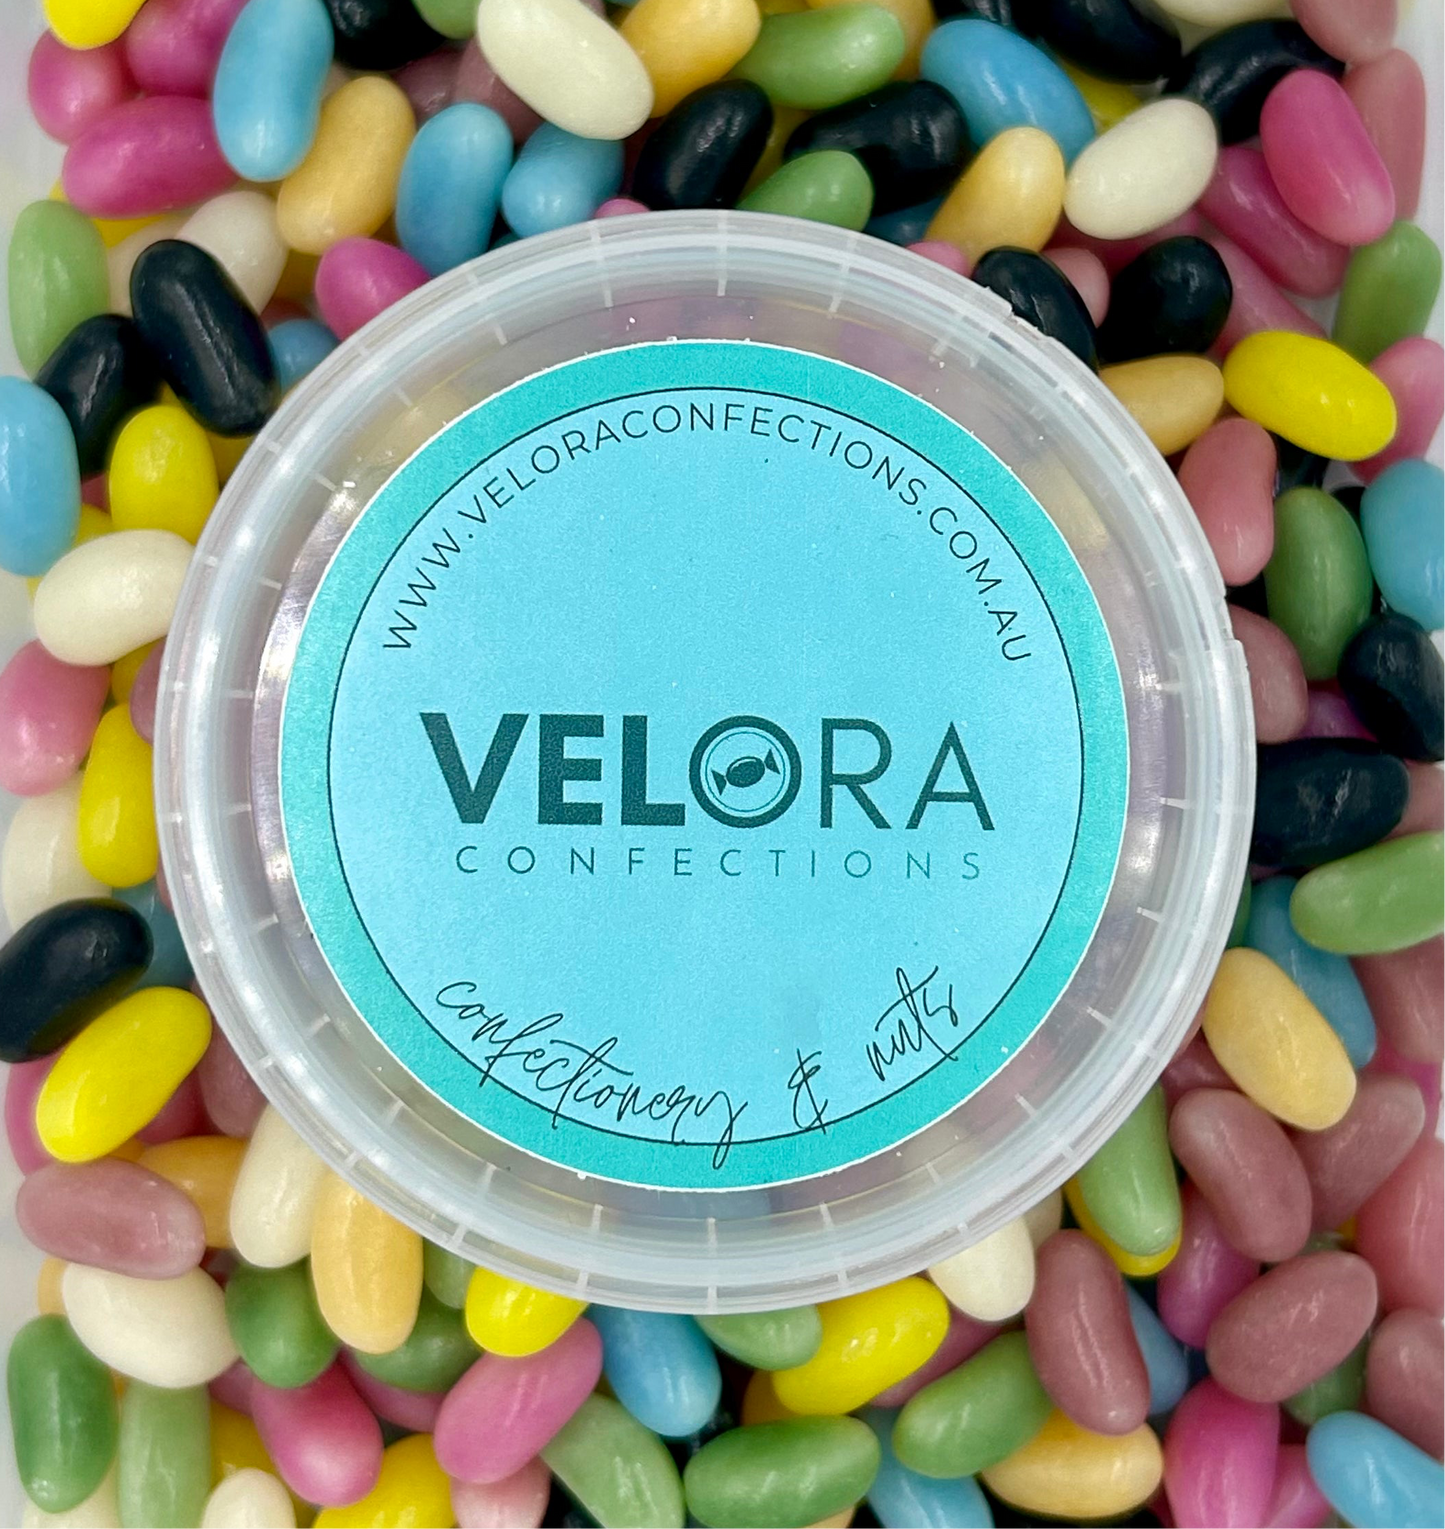 WWW.VELORACONFECTIONS.COM.AU
VELORA
CONFECTIONS
confectionery & nuts